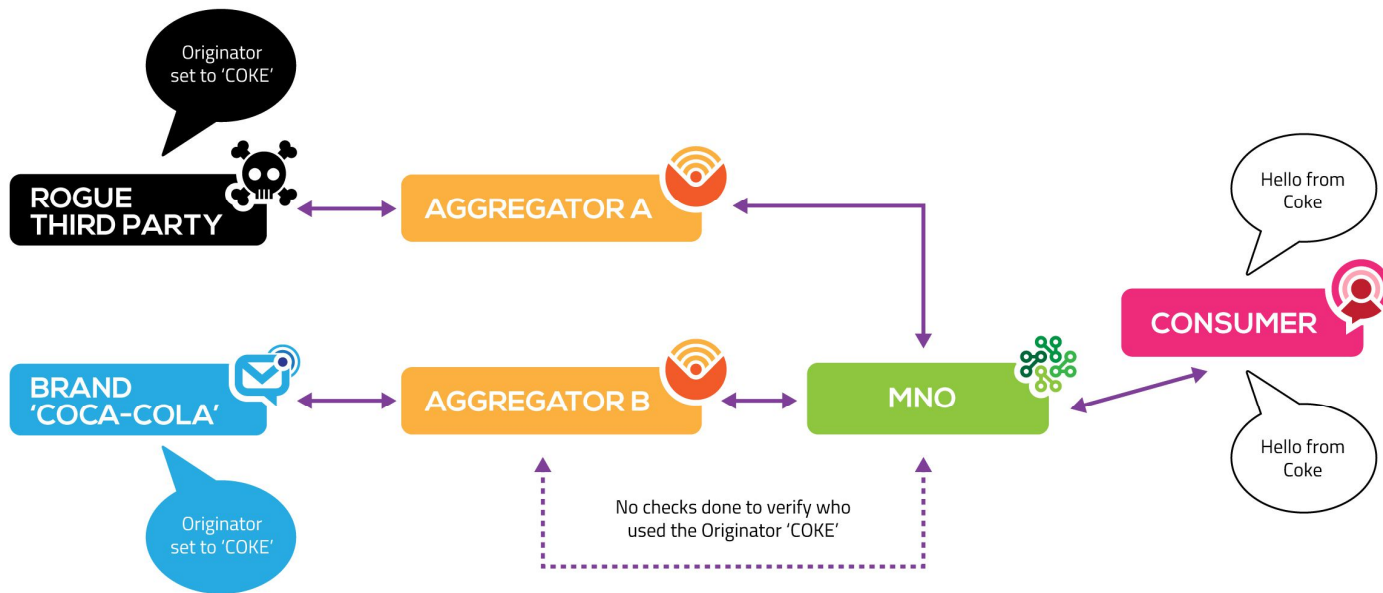 Originator
set to ‘COKE’
ROGUE
THIRD PARTY
AGGREGATOR A
Hello from
Coke
CONSUMER
BRAND
‘COCA-COLA’
AGGREGATOR B
MNO
Hello from
Coke
Originator
set to ‘COKE’
No checks done to verify who
used the Originator ‘COKE’